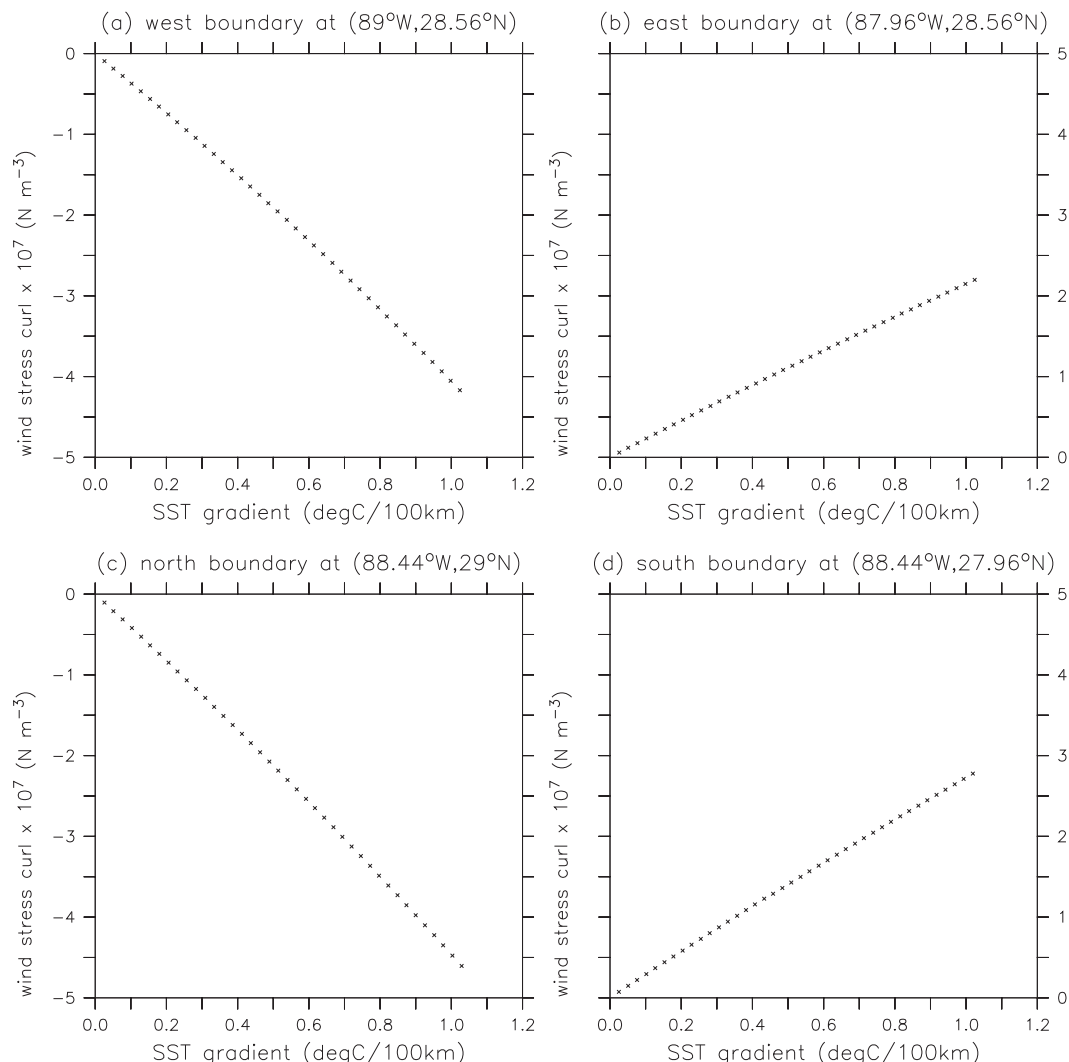 (a) west boundary at (89°W,28.56°N)
0
−1
−2
−3
−4
−5
wind stress curl x 10⁷ (N m⁻³)
0.0 0.2 0.4 0.6 0.8 1.0 1.2
SST gradient (degC/100km)
(b) east boundary at (87.96°W,28.56°N)
5
4
3
2
1
0
wind stress curl x 10⁷ (N m⁻³)
0.0 0.2 0.4 0.6 0.8 1.0 1.2
SST gradient (degC/100km)
(c) north boundary at (88.44°W,29°N)
0
−1
−2
−3
−4
−5
wind stress curl x 10⁷ (N m⁻³)
0.0 0.2 0.4 0.6 0.8 1.0 1.2
SST gradient (degC/100km)
(d) south boundary at (88.44°W,27.96°N)
5
4
3
2
1
0
wind stress curl x 10⁷ (N m⁻³)
0.0 0.2 0.4 0.6 0.8 1.0 1.2
SST gradient (degC/100km)